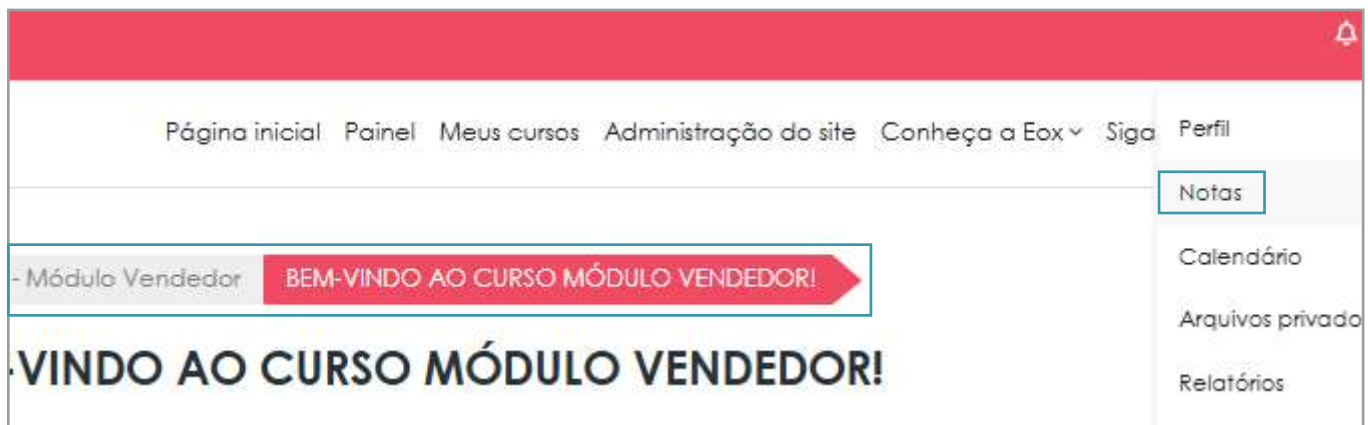 Página inicial Painel Meus cursos Administração do site Conheça a Eox Siga
Perfil
Notas
Calendário
Arquivos privado
Relatórios
- Módulo Vendedor BEM-VINDO AO CURSO MÓDULO VENDEDOR!
-VINDO AO CURSO MÓDULO VENDEDOR!